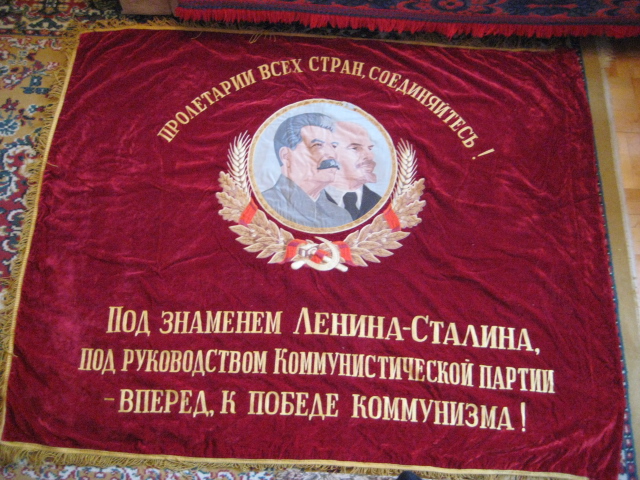 ПРОЛЕТАРИИ ВСЕХ СТРАН, СОЕДИНЯЙТЕСЬ!
ПОД ЗНАМЕНЕМ ЛЕНИНА-СТАЛИНА,
ПОД РУКОВОДСТВОМ КОММУНИСТИЧЕСКОЙ ПАРТИИ
- ВПЕРЕД, К ПОБЕДЕ КОММУНИЗМА!